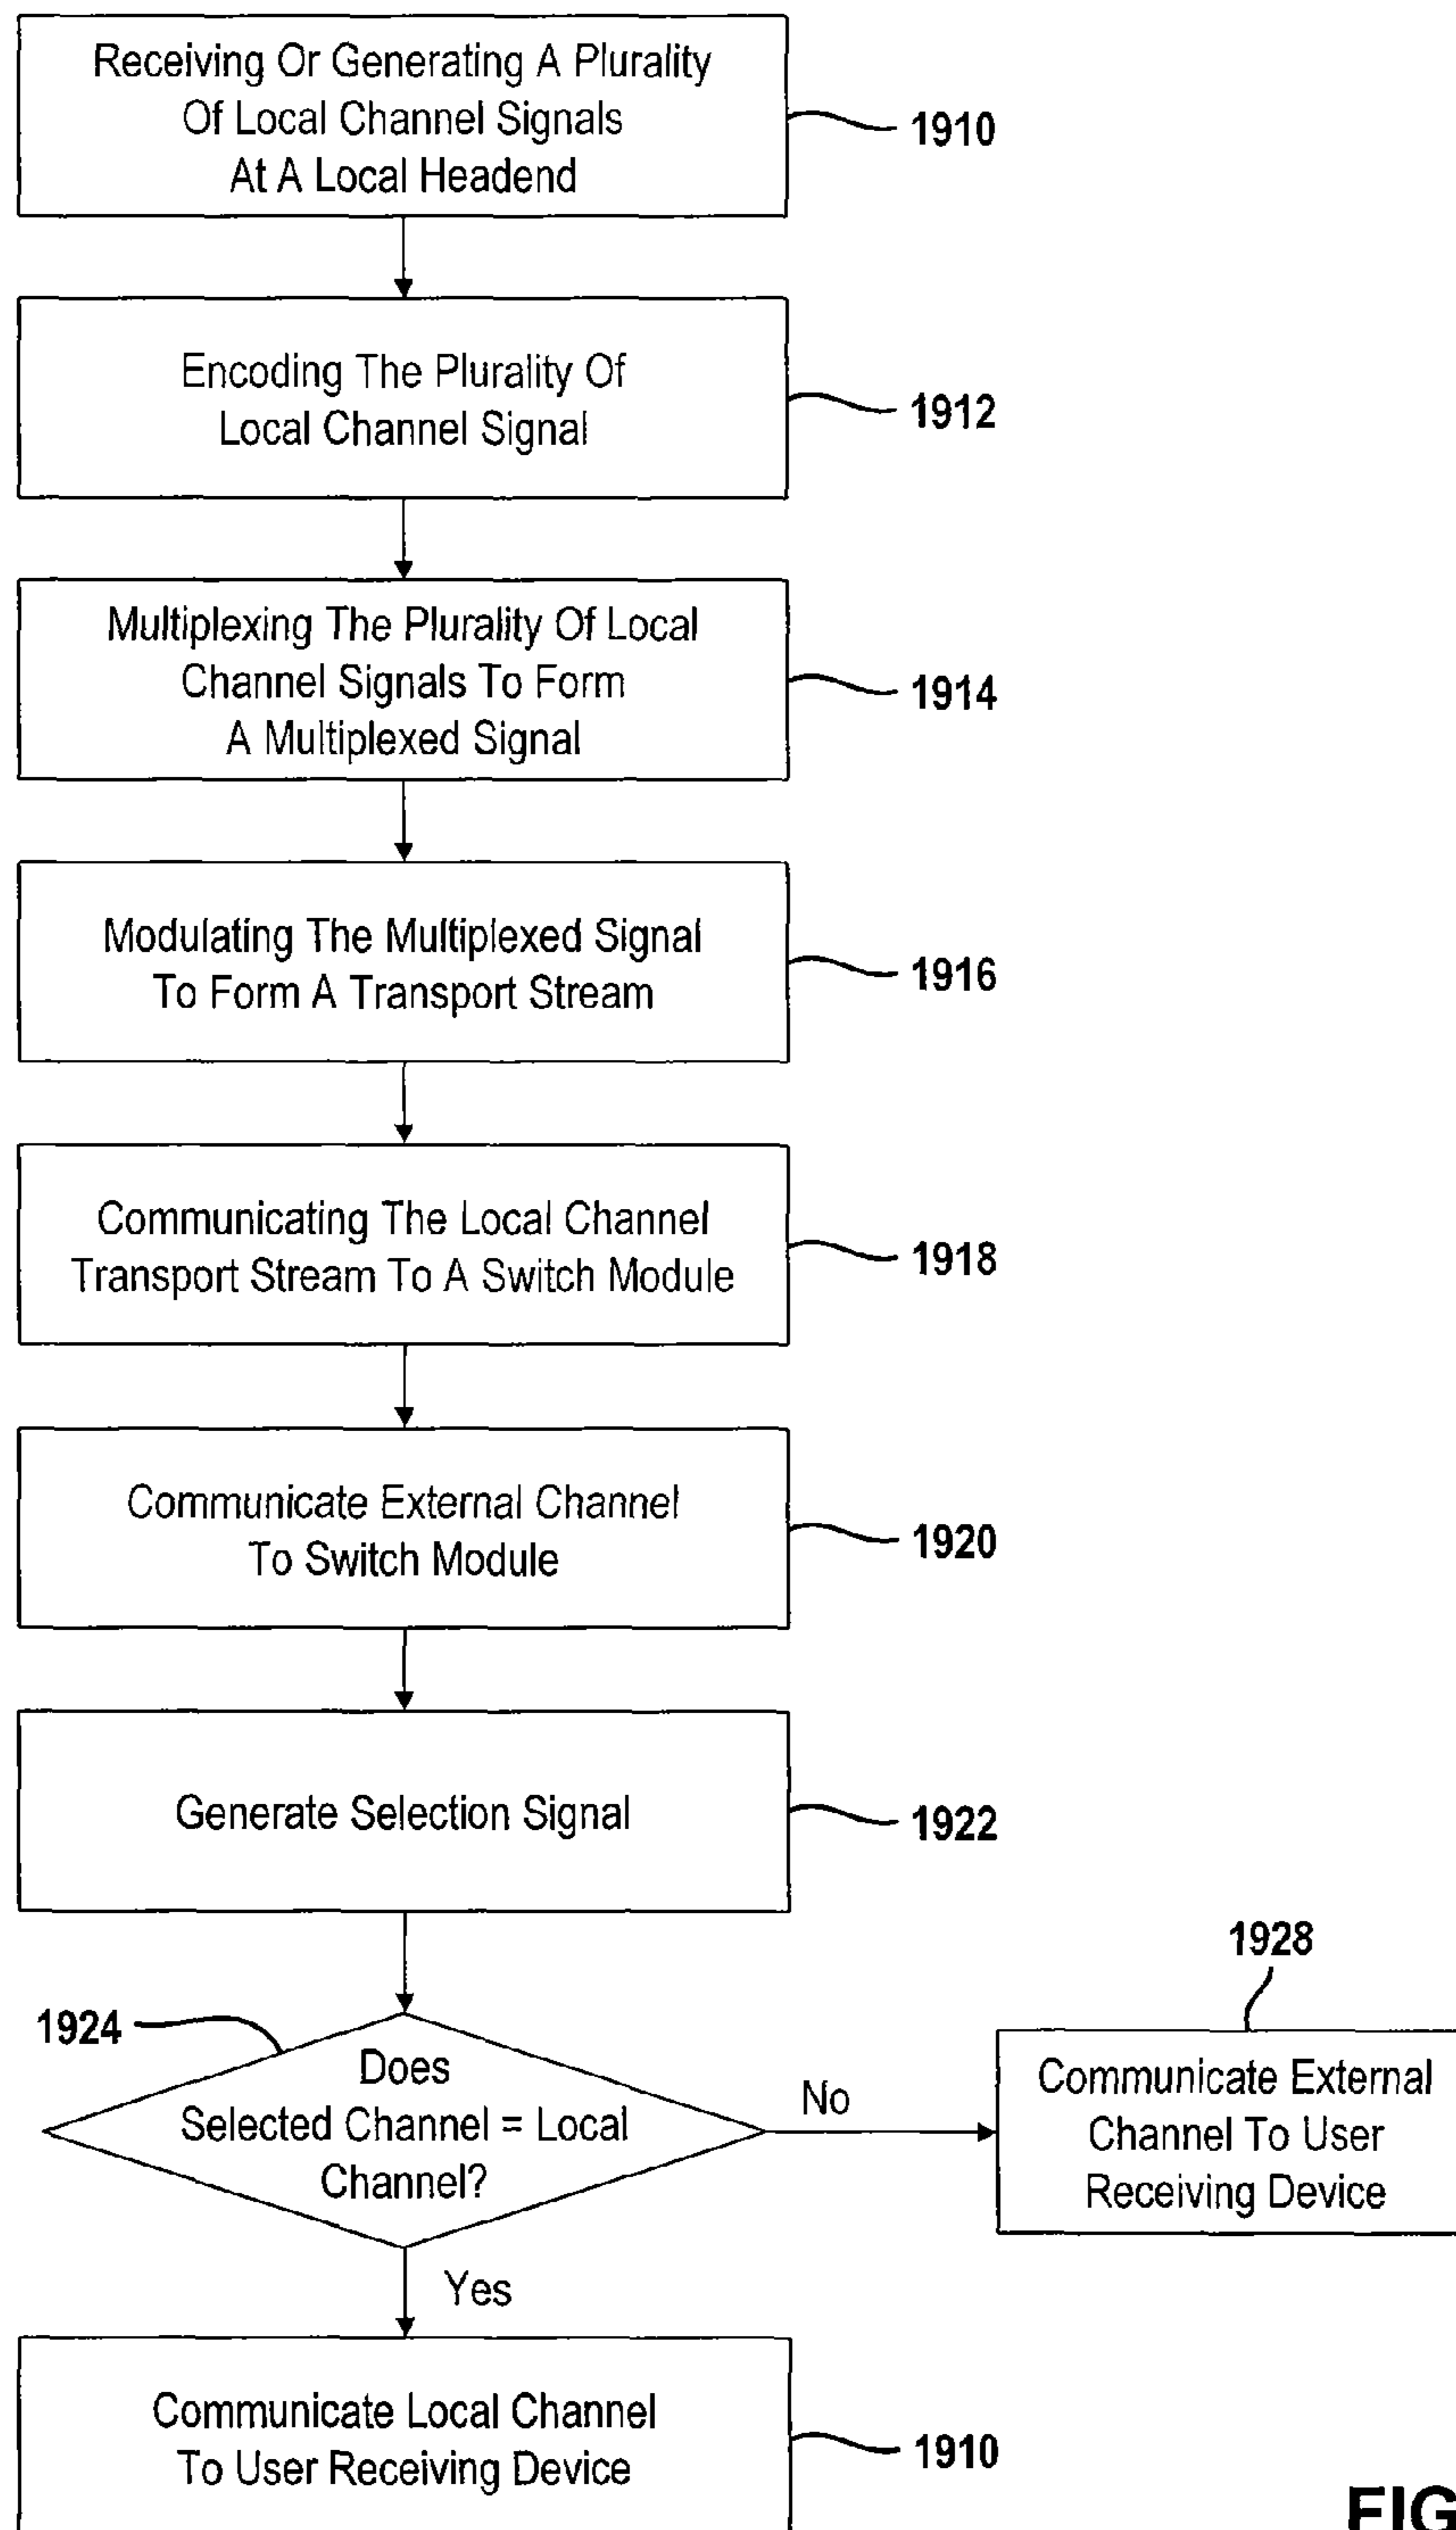 Receiving Or Generating A Plurality
Of Local Channel Signals
At A Local Headend
1910
Encoding The Plurality Of
Local Channel Signal
1912
Multiplexing The Plurality Of Local
Channel Signals To Form
A Multiplexed Signal
1914
Modulating The Multiplexed Signal
To Form A Transport Stream
1916
Communicating The Local Channel
Transport Stream To A Switch Module
1918
Communicate External Channel
To Switch Module
1920
Generate Selection Signal
1922
1924
Does
Selected Channel = Local
Channel?
No
1928
Communicate External
Channel To User
Receiving Device
Yes
Communicate Local Channel
To User Receiving Device
1910
FIG